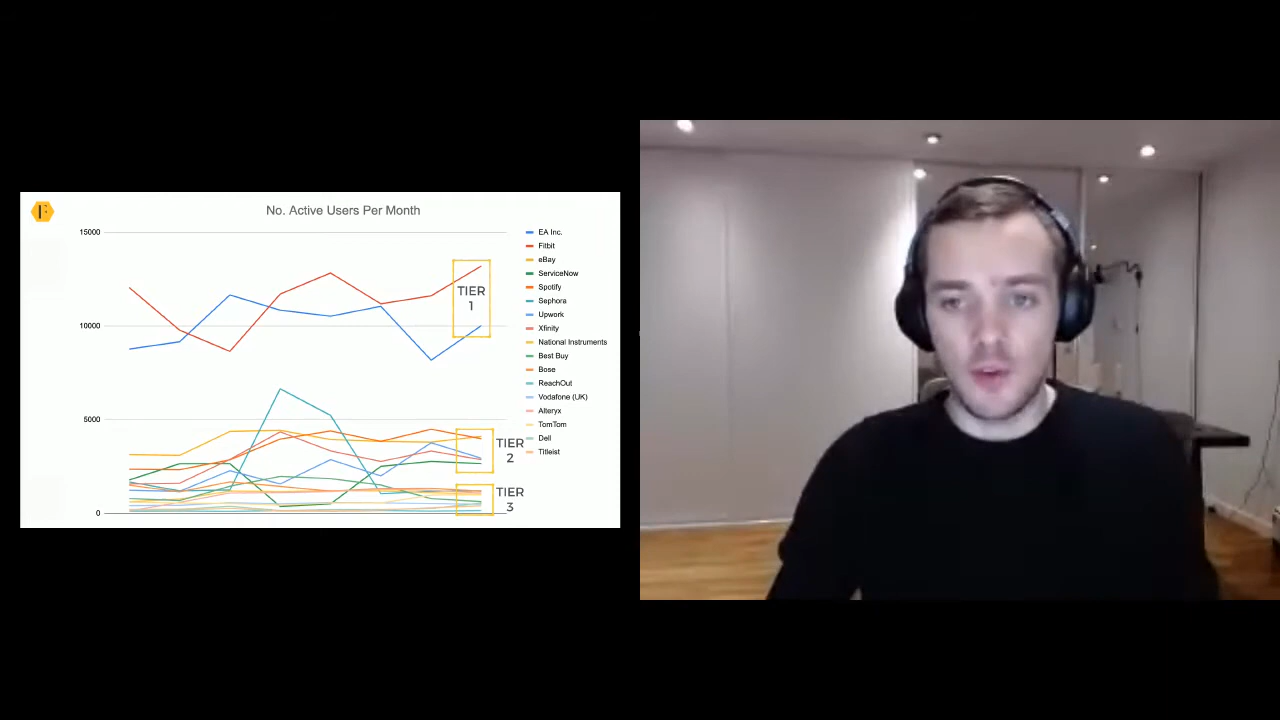 No. Active Users Per Month
15000
10000
5000
0
TIER
1
TIER
2
TIER
3
EA Inc.
Fitbit
eBay
ServiceNow
Spotify
Sephora
Upwork
Xfinity
National Instruments
Best Buy
Bose
ReachOut
Vodafone (UK)
Alteryx
TomTom
Dell
Titleist